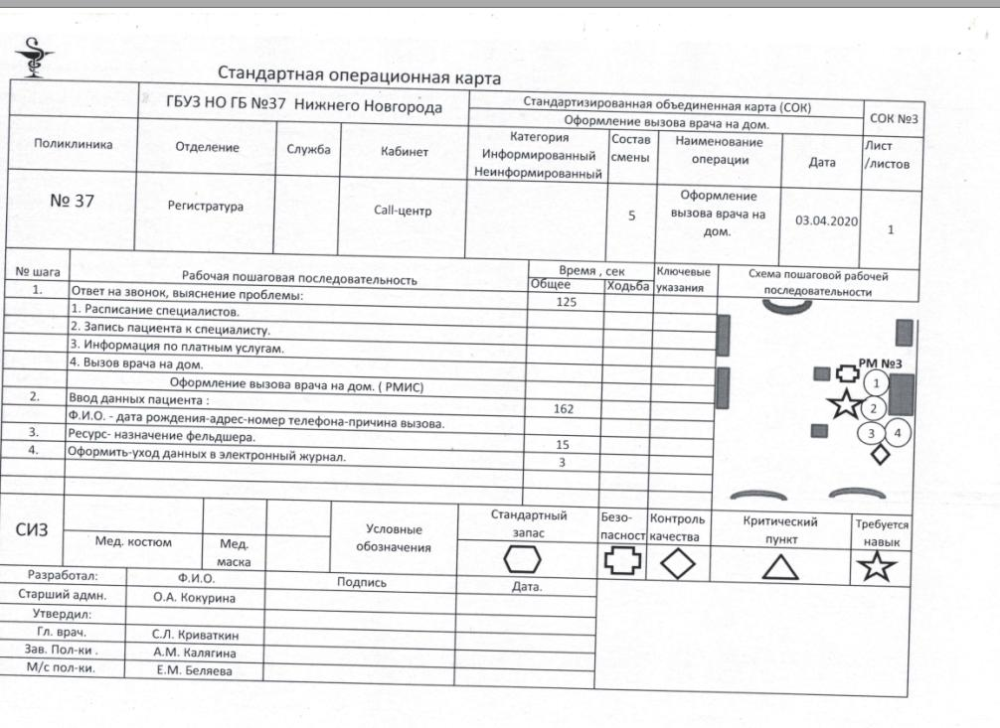 Стандартная операционная карта
ГБУЗ НО ГБ №37 Нижнего Новгорода
Стандартизированная объединенная карта (СОК)
СОК №3
Оформление вызова врача на дом.
Поликлиника
Отделение
Служба
Кабинет
Категория
Информированный
Неинформированный
Состав
смены
Наименование
операции
Дата
Лист
/листов
№ 37
Регистратура
Call-центр
5
Оформление
вызова врача на
дом.
03.04.2020
1
№ шага
Рабочая пошаговая последовательность
Время , сек
Общее
Ходьба
Ключевые
указания
Схема пошаговой рабочей
последовательности
1.
Ответ на звонок, выяснение проблемы:
125
1. Расписание специалистов.
2. Запись пациента к специалисту.
3. Информация по платным услугам.
4. Вызов врача на дом.
Оформление вызова врача на дом. ( РМИС)
2.
Ввод данных пациента :
162
Ф.И.О. - дата рождения-адрес-номер телефона-причина вызова.
3.
Ресурс- назначение фельдшера.
15
4.
Оформить-уход данных в электронный журнал.
3
РМ №3
1
2
3
4
СИЗ
Мед. костюм
Мед.
маска
Условные
обозначения
Стандартный
запас
Безо-
пасност
Контроль
качества
Критический
пункт
Требуется
навык
Разработал:
Ф.И.О.
Подпись
Дата.
Старший адмн.
О.А. Кокурина
Утвердил:
Гл. врач.
С.Л. Криваткин
Зав. Пол-ки .
А.М. Калягина
М/с пол-ки.
Е.М. Беляева